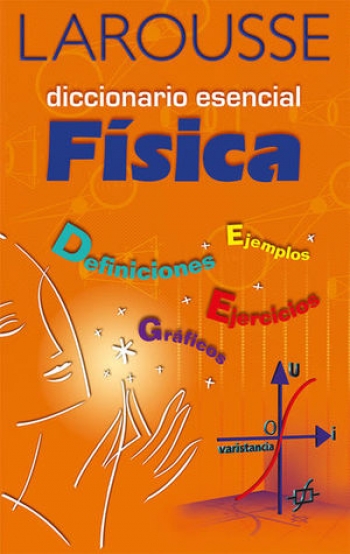 LAROUSSE
diccionario esencial
Física
Ejemplos
Definiciones
Ejercicios
Gráficos
U
O
i
varistancia